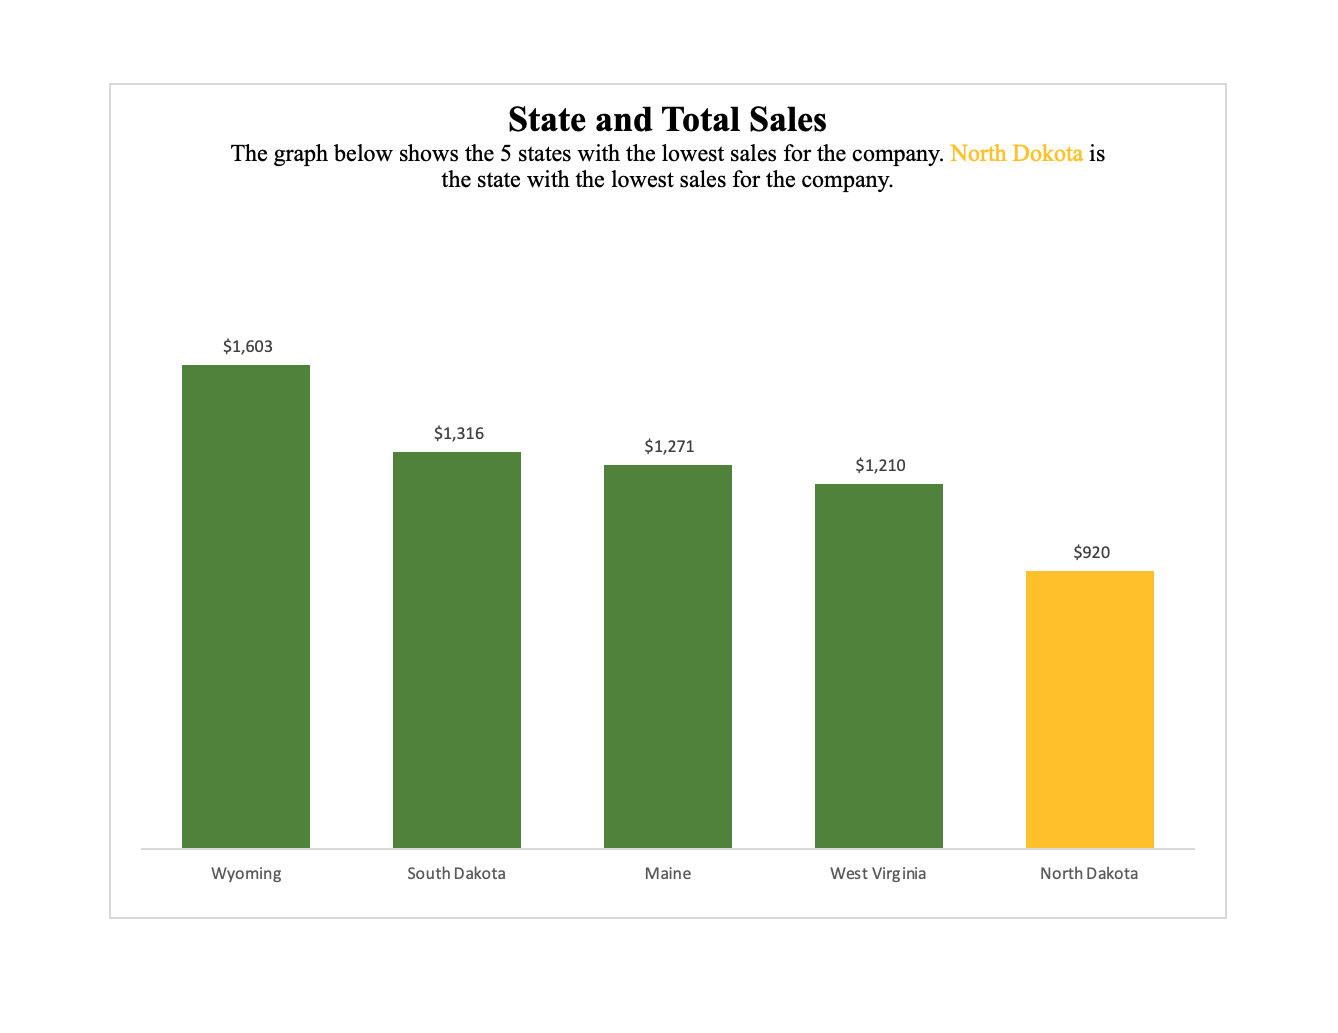 State and Total Sales
The graph below shows the 5 states with the lowest sales for the company. North Dokota is
the state with the lowest sales for the company.
$1,603
$1,316
$1,271
$1,210
$920
Wyoming
South Dakota
Maine
West Virginia
North Dakota